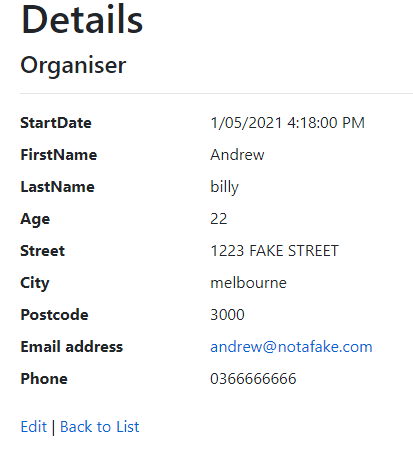 Details
Organiser
StartDate 1/05/2021 4:18:00 PM
FirstName Andrew
LastName billy
Age 22
Street 1223 FAKE STREET
City melbourne
Postcode 3000
Email address andrew@notafake.com
Phone 0366666666
Edit | Back to List